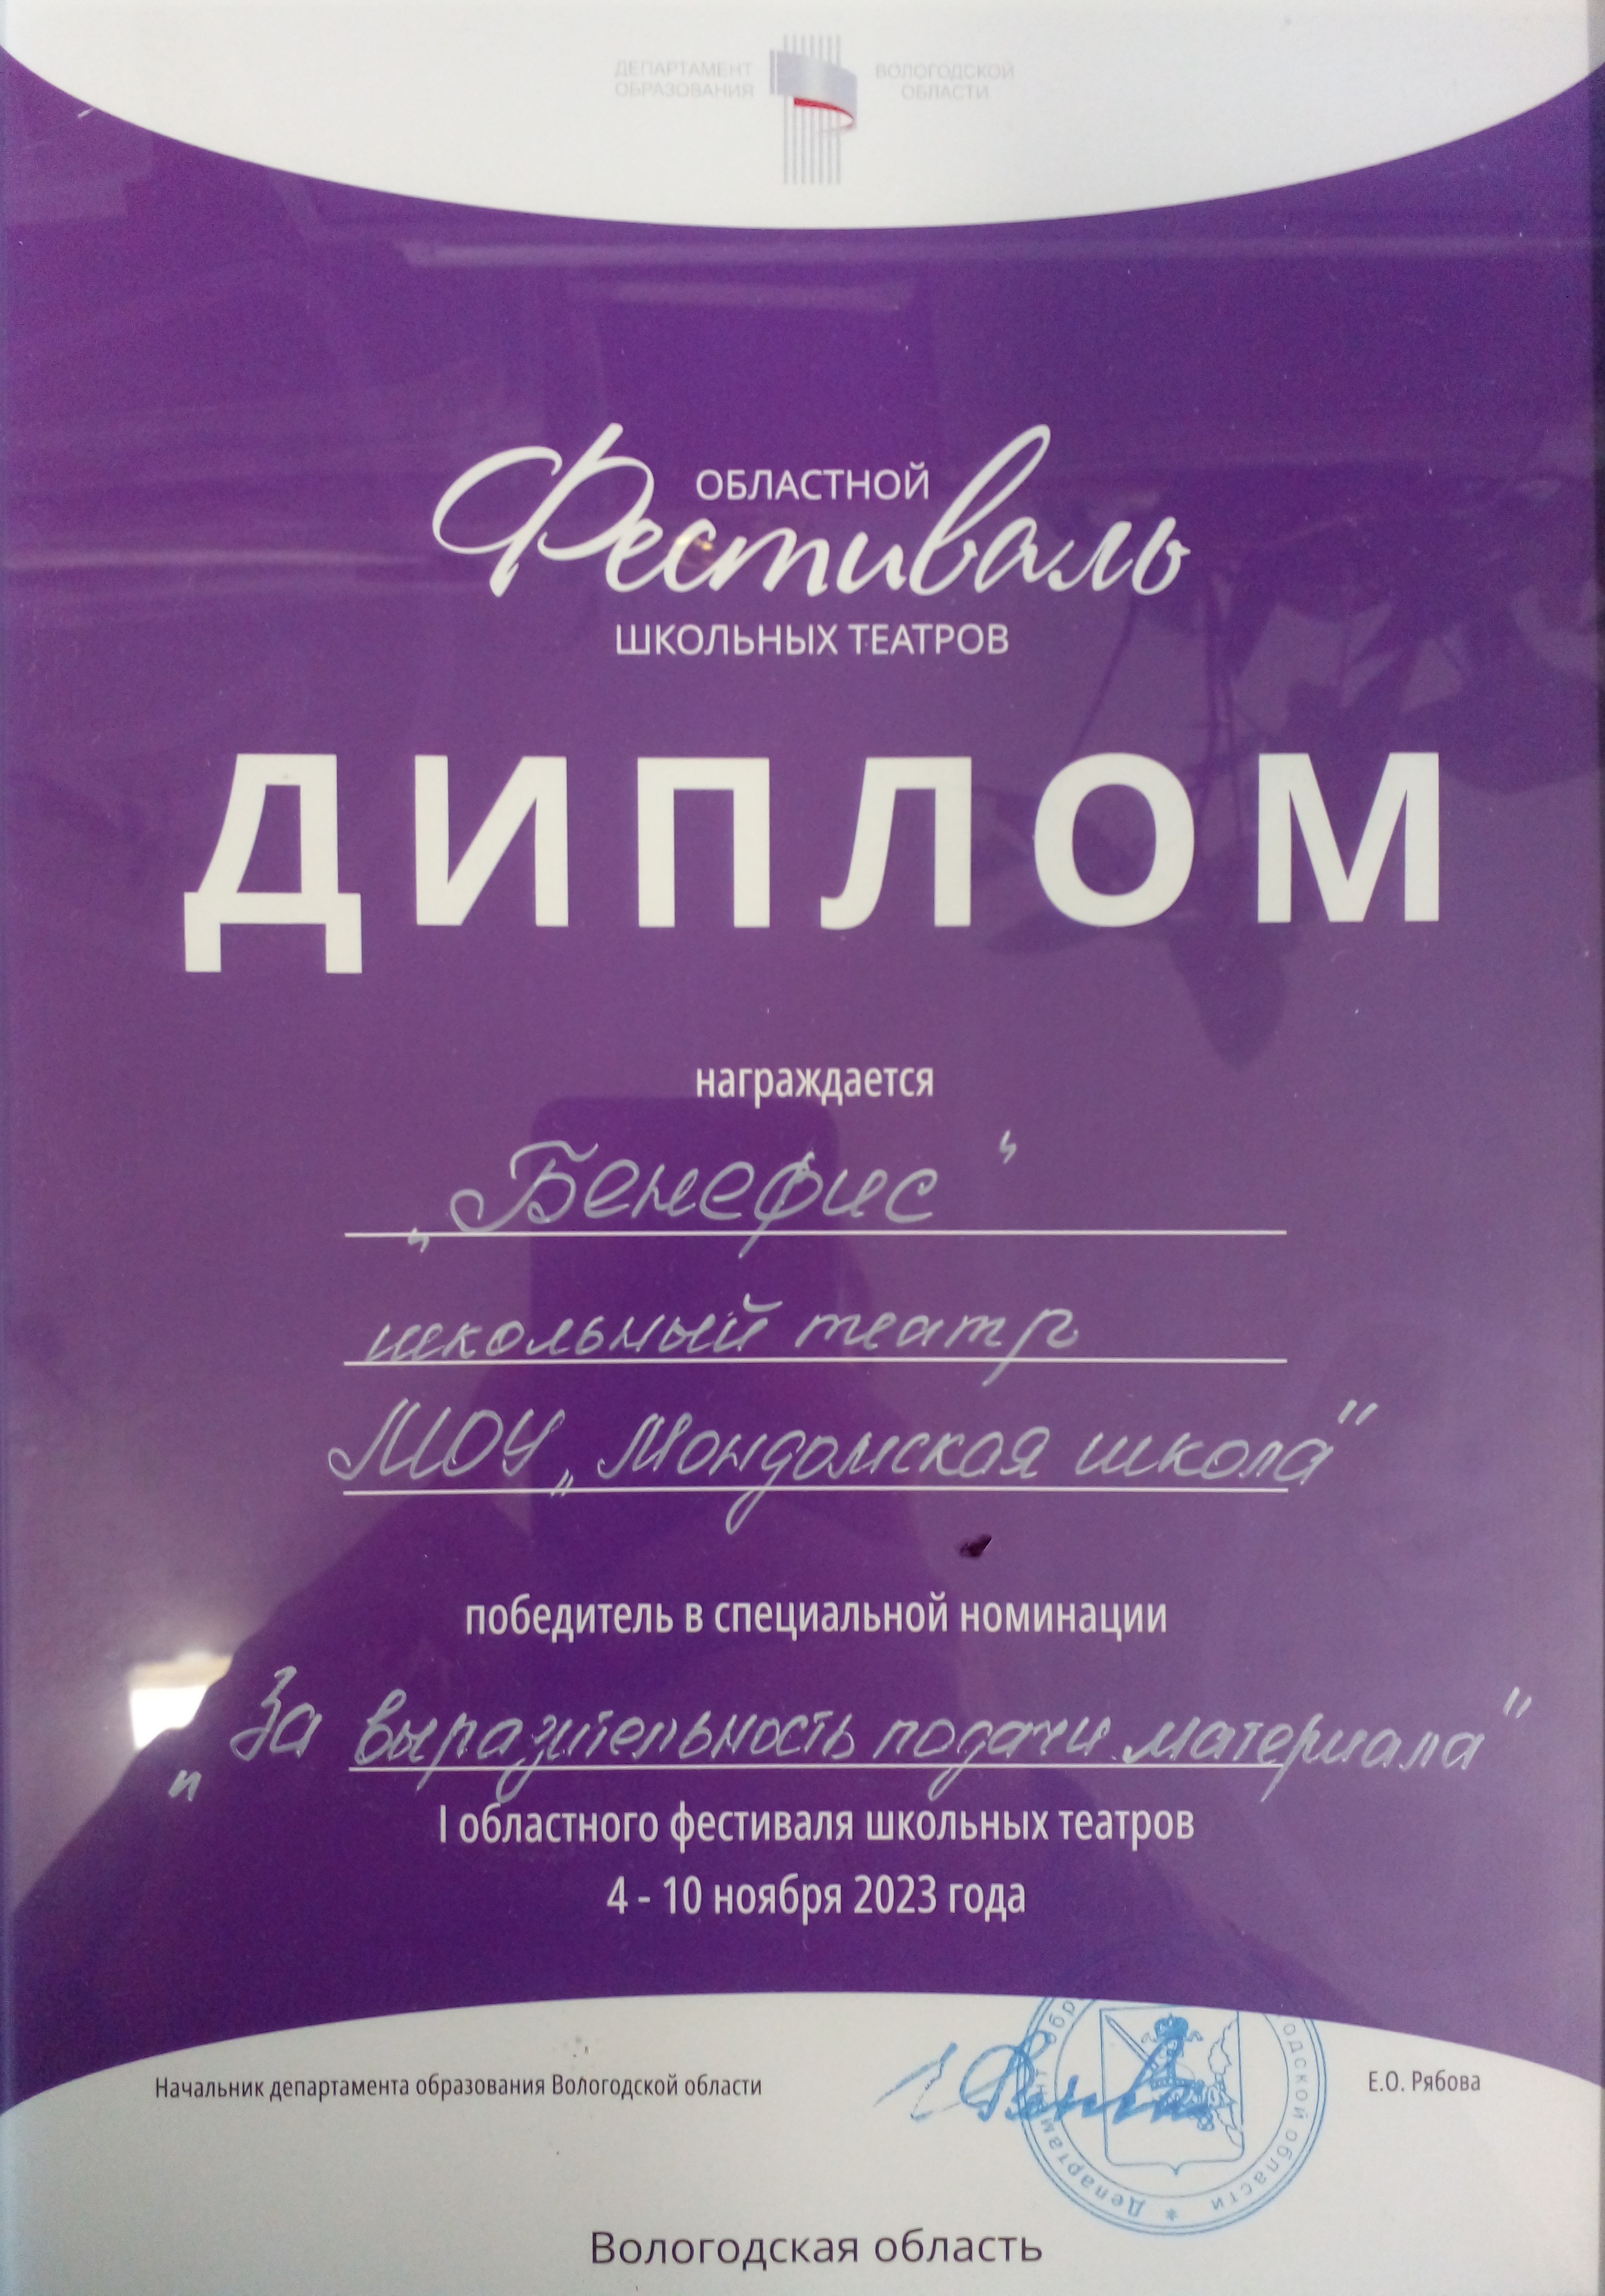 ДЕПАРТАМЕНТ ОБРАЗОВАНИЯ
ВОЛОГОДСКОЙ ОБЛАСТИ
ОБЛАСТНОЙ
Фестиваль
ШКОЛЬНЫХ ТЕАТРОВ
ДИПЛОМ
награждается
„Бенефис"
школьный театр
МОУ „Мондомская школа"
победитель в специальной номинации
„За выразительность подачи материала"
I областного фестиваля школьных театров
4 - 10 ноября 2023 года
Начальник департамента образования Вологодской области
Е.О. Рябова
Вологодская область